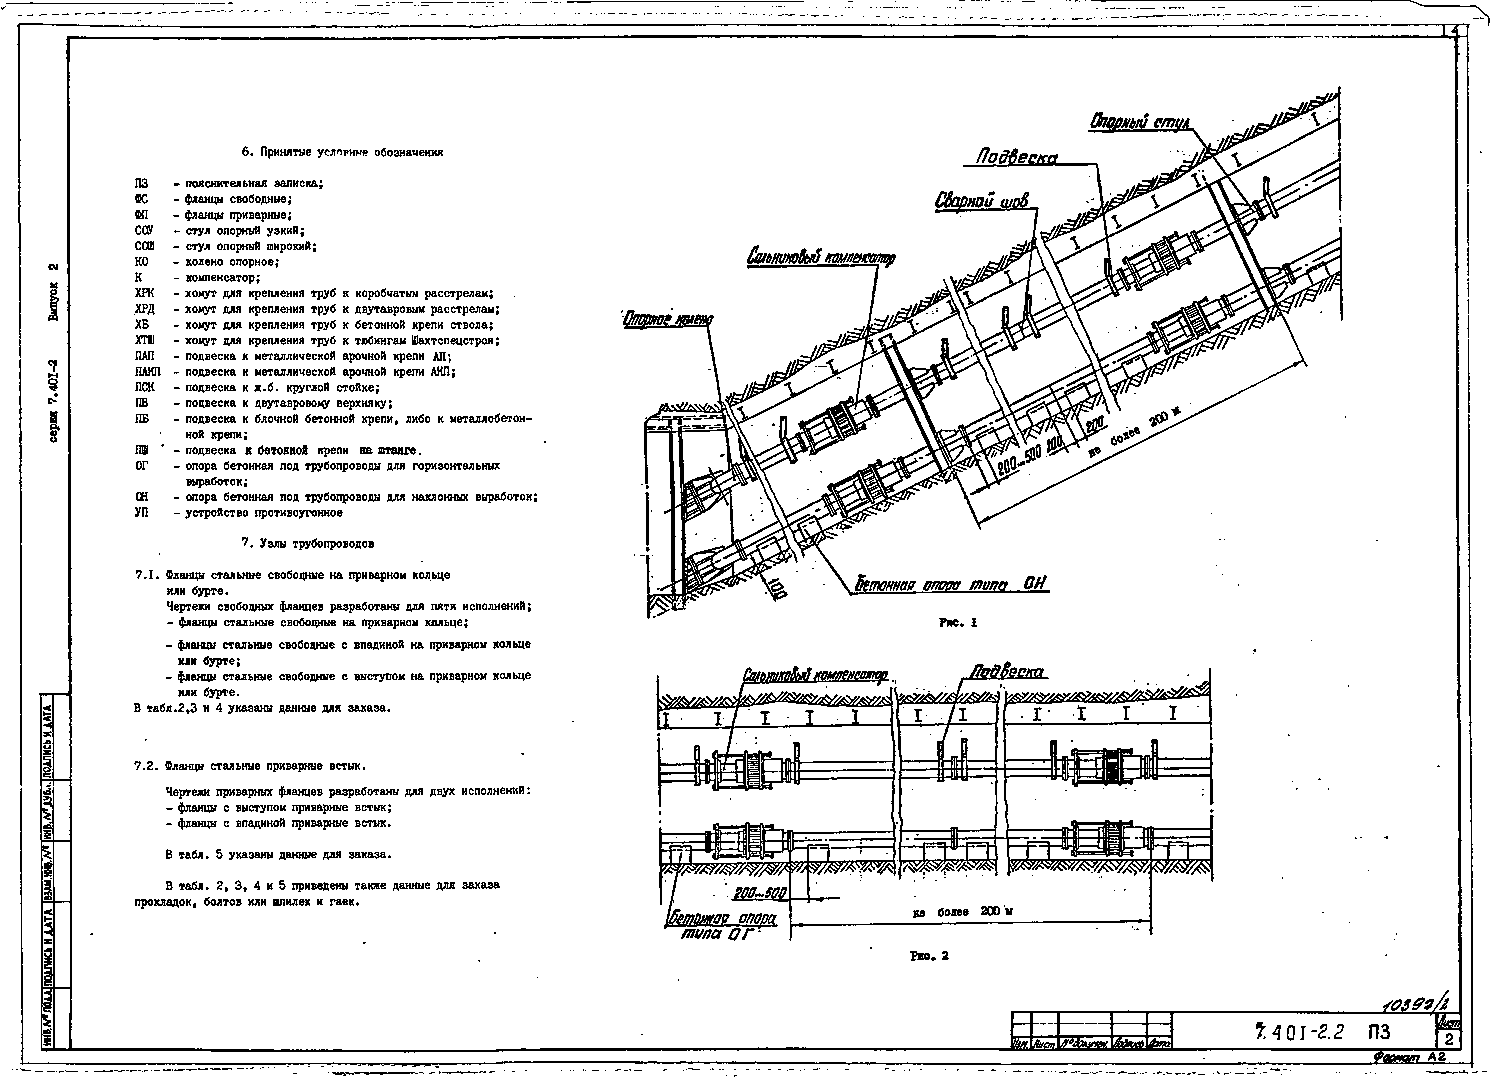 14
6. Принятые условные обозначения
ПЗ - пояснительная записка;
ФС - фланцы свободные;
ФП - фланцы приварные;
ССУ - стул опорный узкий;
ССШ - стул опорный широкий;
КО - колено опорное;
К - компенсатор;
ХРК - хомут для крепления труб к коробчатым расстрелам;
ХРД - хомут для крепления труб к двутавровым расстрелам;
ХБ - хомут для крепления труб к бетонной крепи ствола;
ХТШ - хомут для крепления труб к тюбингам Шахтспецстроя;
ПАП - подвеска к металлической арочной крепи АП;
ПАКП - подвеска к металлической арочной крепи АКП;
ПСК - подвеска к ж.б. круглой стойке;
ПВ - подвеска к двутавровому верхняку;
ПБ - подвеска к блочной бетонной крепи, либо к металлобетон-
ной крепи;
ПШ - подвеска к бетонной крепи на штанге.
ОГ - опора бетонная под трубопроводы для горизонтальных
выработок;
ОН - опора бетонная под трубопроводы для наклонных выработок;
УП - устройство противоугонное
7. Узлы трубопроводов
7.1. Фланцы стальные свободные на приварном кольце
или бурте.
Чертежи свободных фланцев разработаны для пяти исполнений;
- фланцы стальные свободные на приварном кольце;
- фланцы стальные свободные с впадиной на приварном кольце
или бурте;
- фланцы стальные свободные с выступом на приварном кольце
или бурте.
В табл.2,3 и 4 указаны данные для заказа.
7.2. Фланцы стальные приварные встык.
Чертежи приварных фланцев разработаны для двух исполнений:
- фланцы с выступом приварные встык;
- фланцы с впадиной приварные встык.
В табл. 5 указаны данные для заказа.
В табл. 2, 3, 4 и 5 приведены также данные для заказа
прокладок, болтов или шпилек и гаек.
серия 7.401-2 Выпуск 2
Опорный стул
Подвеска
Сварной шов
Сальниковый компенсатор
Опорное колено
200...500
100
200
не более 200 м
100
Бетонная опора типа ОН
Рис. 1
Сальниковый компенсатор
Подвеска
200...500
не более 200 м
Бетонная опора
типа ОГ
Рис. 2
ИНВ.№ ПОДЛ. ПОДПИСЬ И ДАТА ВЗАМ.ИНВ.№ ИНВ.№ ДУБЛ. ПОДПИСЬ И ДАТА
10393/2
Изм. Лист № докумен. Подпись Дата
7.401-2.2 ПЗ
Лист
2
Формат А2